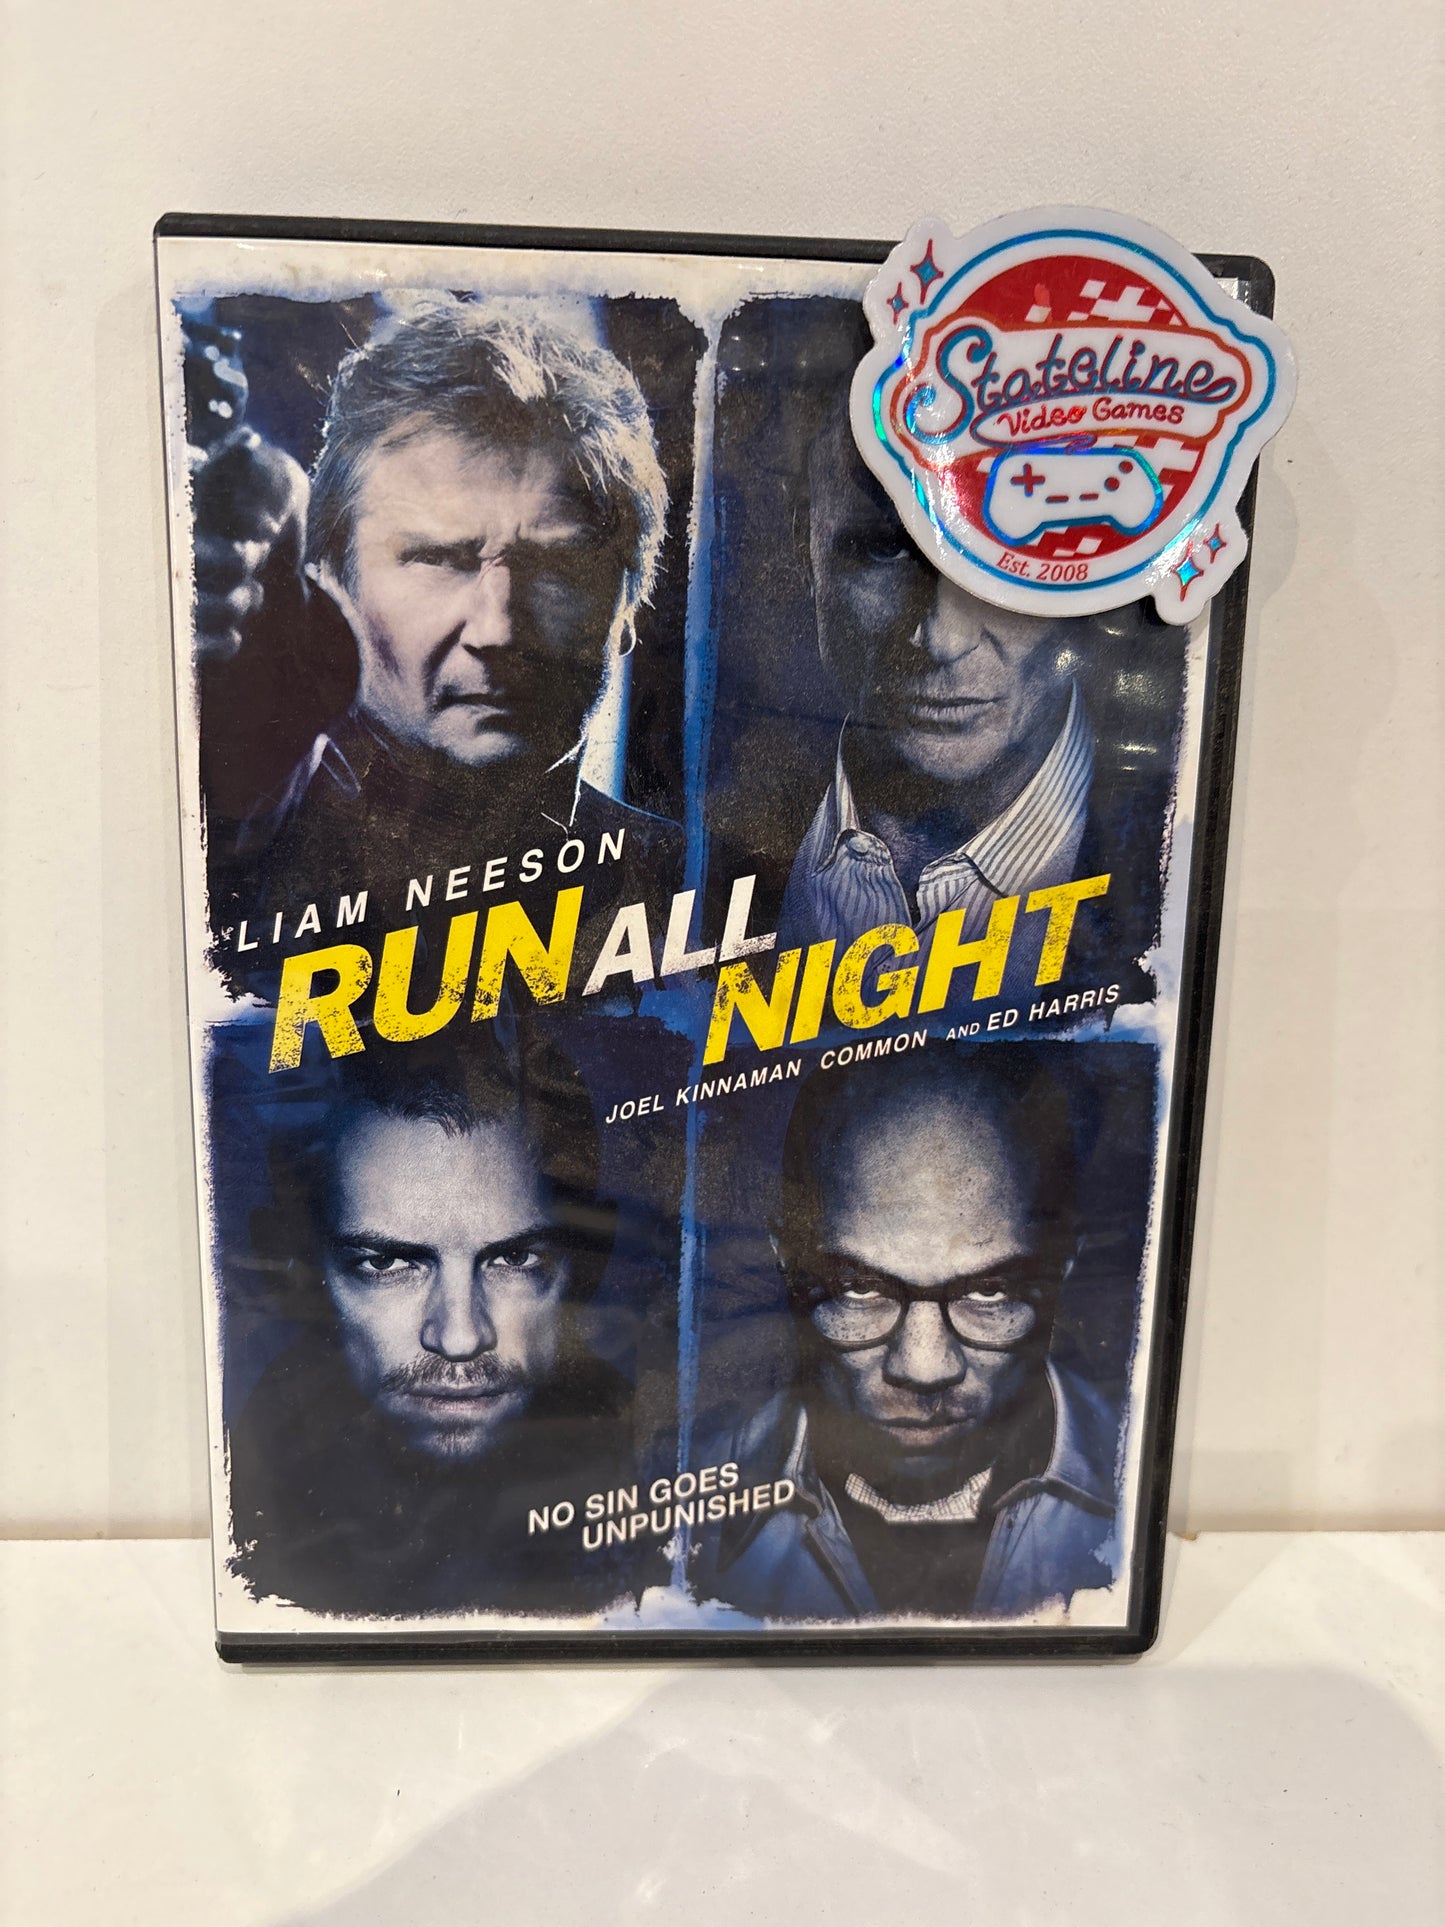 Stateline
Video Games
Est. 2008
LIAM NEESON
RUN ALL
NIGHT
JOEL KINNAMAN COMMON AND ED HARRIS
NO SIN GOES
UNPUNISHED